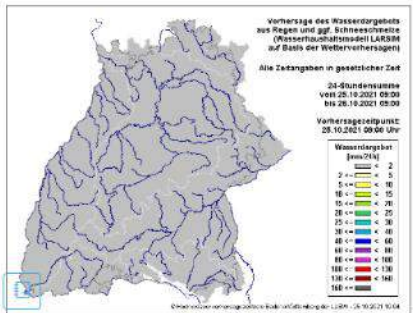 Vorhersage des Wasserdargebots
aus Regen und ggf. Schneeschmelze
(Wasserhaushaltsmodell LARSIM
auf Basis der Wettervorhersagen)
Alle Zeitangaben in gesetzlicher Zeit
24-Stundensumme
vom 25.10.2021 09:00
bis 26.10.2021 09:00
Vorhersagezeitpunkt:
25.10.2021 09:00 Uhr
Wasserdargebot
[mm/24h]
< 2
2 <= < 5
5 <= < 10
10 <= < 15
15 <= < 20
20 <= < 25
25 <= < 30
30 <= < 40
40 <= < 60
60 <= < 80
80 <= < 100
100 <= < 130
130 <= < 160
160 <=